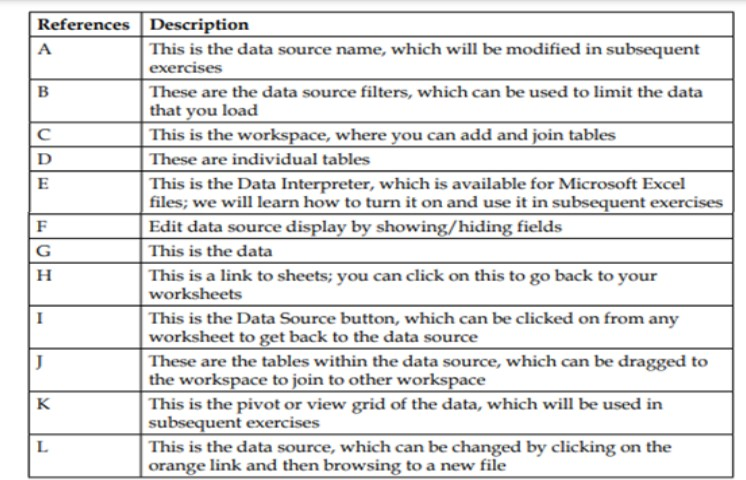 References Description
A This is the data source name, which will be modified in subsequent
exercises
B These are the data source filters, which can be used to limit the data
that you load
C This is the workspace, where you can add and join tables
D These are individual tables
E This is the Data Interpreter, which is available for Microsoft Excel
files; we will learn how to turn it on and use it in subsequent exercises
F Edit data source display by showing/hiding fields
G This is the data
H This is a link to sheets; you can click on this to go back to your
worksheets
I This is the Data Source button, which can be clicked on from any
worksheet to get back to the data source
J These are the tables within the data source, which can be dragged to
the workspace to join to other workspace
K This is the pivot or view grid of the data, which will be used in
subsequent exercises
L This is the data source, which can be changed by clicking on the
orange link and then browsing to a new file